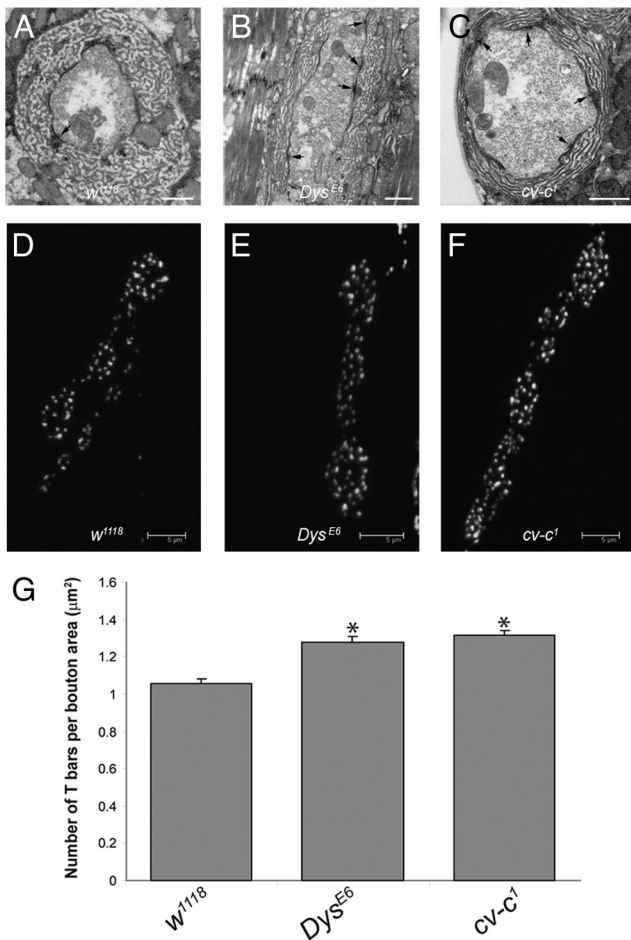 A
B
C
w1118
DysE6
cv-c1
D
E
F
w1118
5 µm
DysE6
5 µm
cv-c1
5 µm
G
Number of T bars per bouton area (µm2)
1.6
1.4
1.2
1
0.8
0.6
0.4
0.2
0
*
*
w1118
DysE6
cv-c1